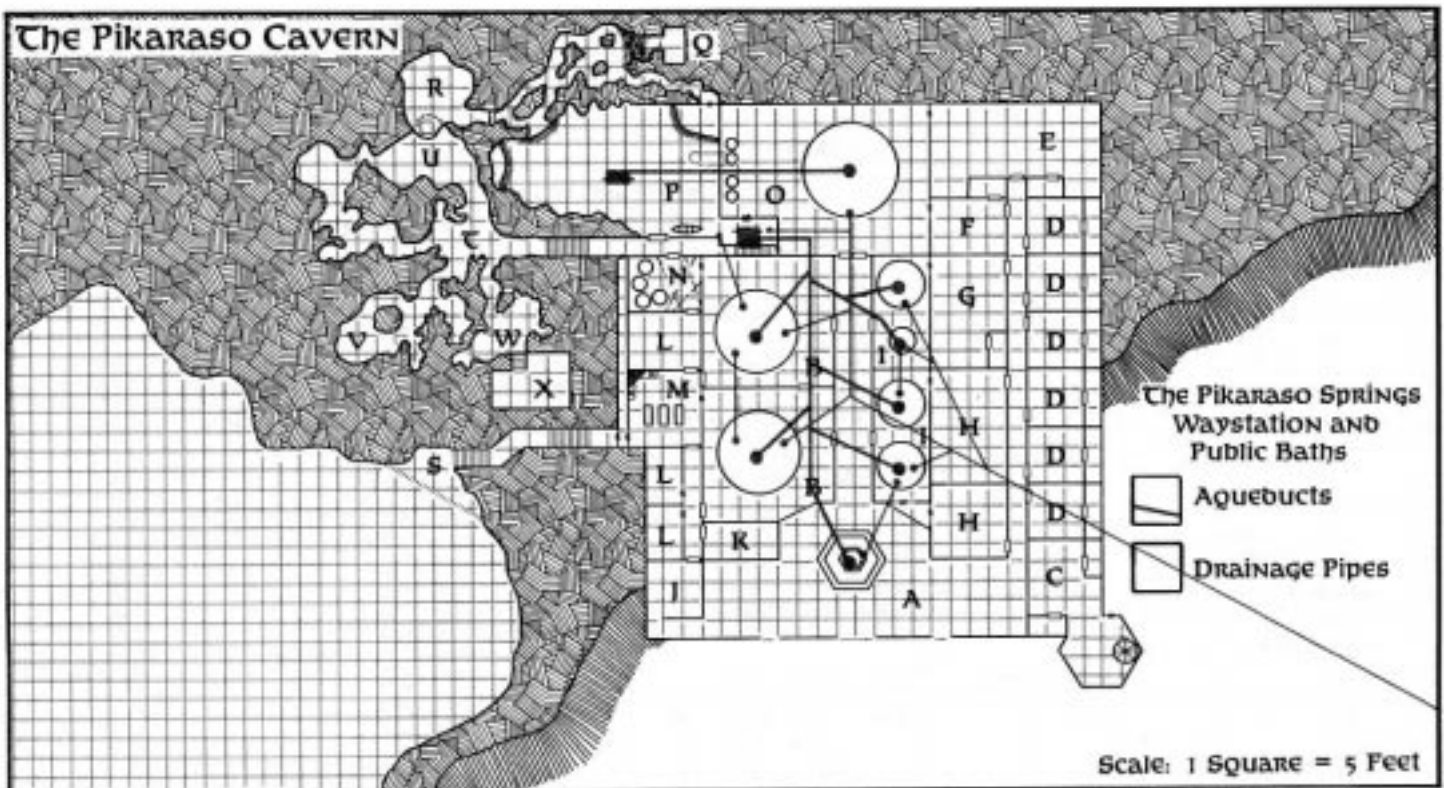 The Pikaraso Cavern
Q
R
E
U
P
O
F
D
T
N
G
D
L
I
D
V
W
B
X
M
D
H
I
S
L
D
B
D
L
K
H
C
J
A
The Pikaraso Springs
Waystation and
Public Baths
Aqueducts
Drainage Pipes
Scale: 1 Square = 5 Feet